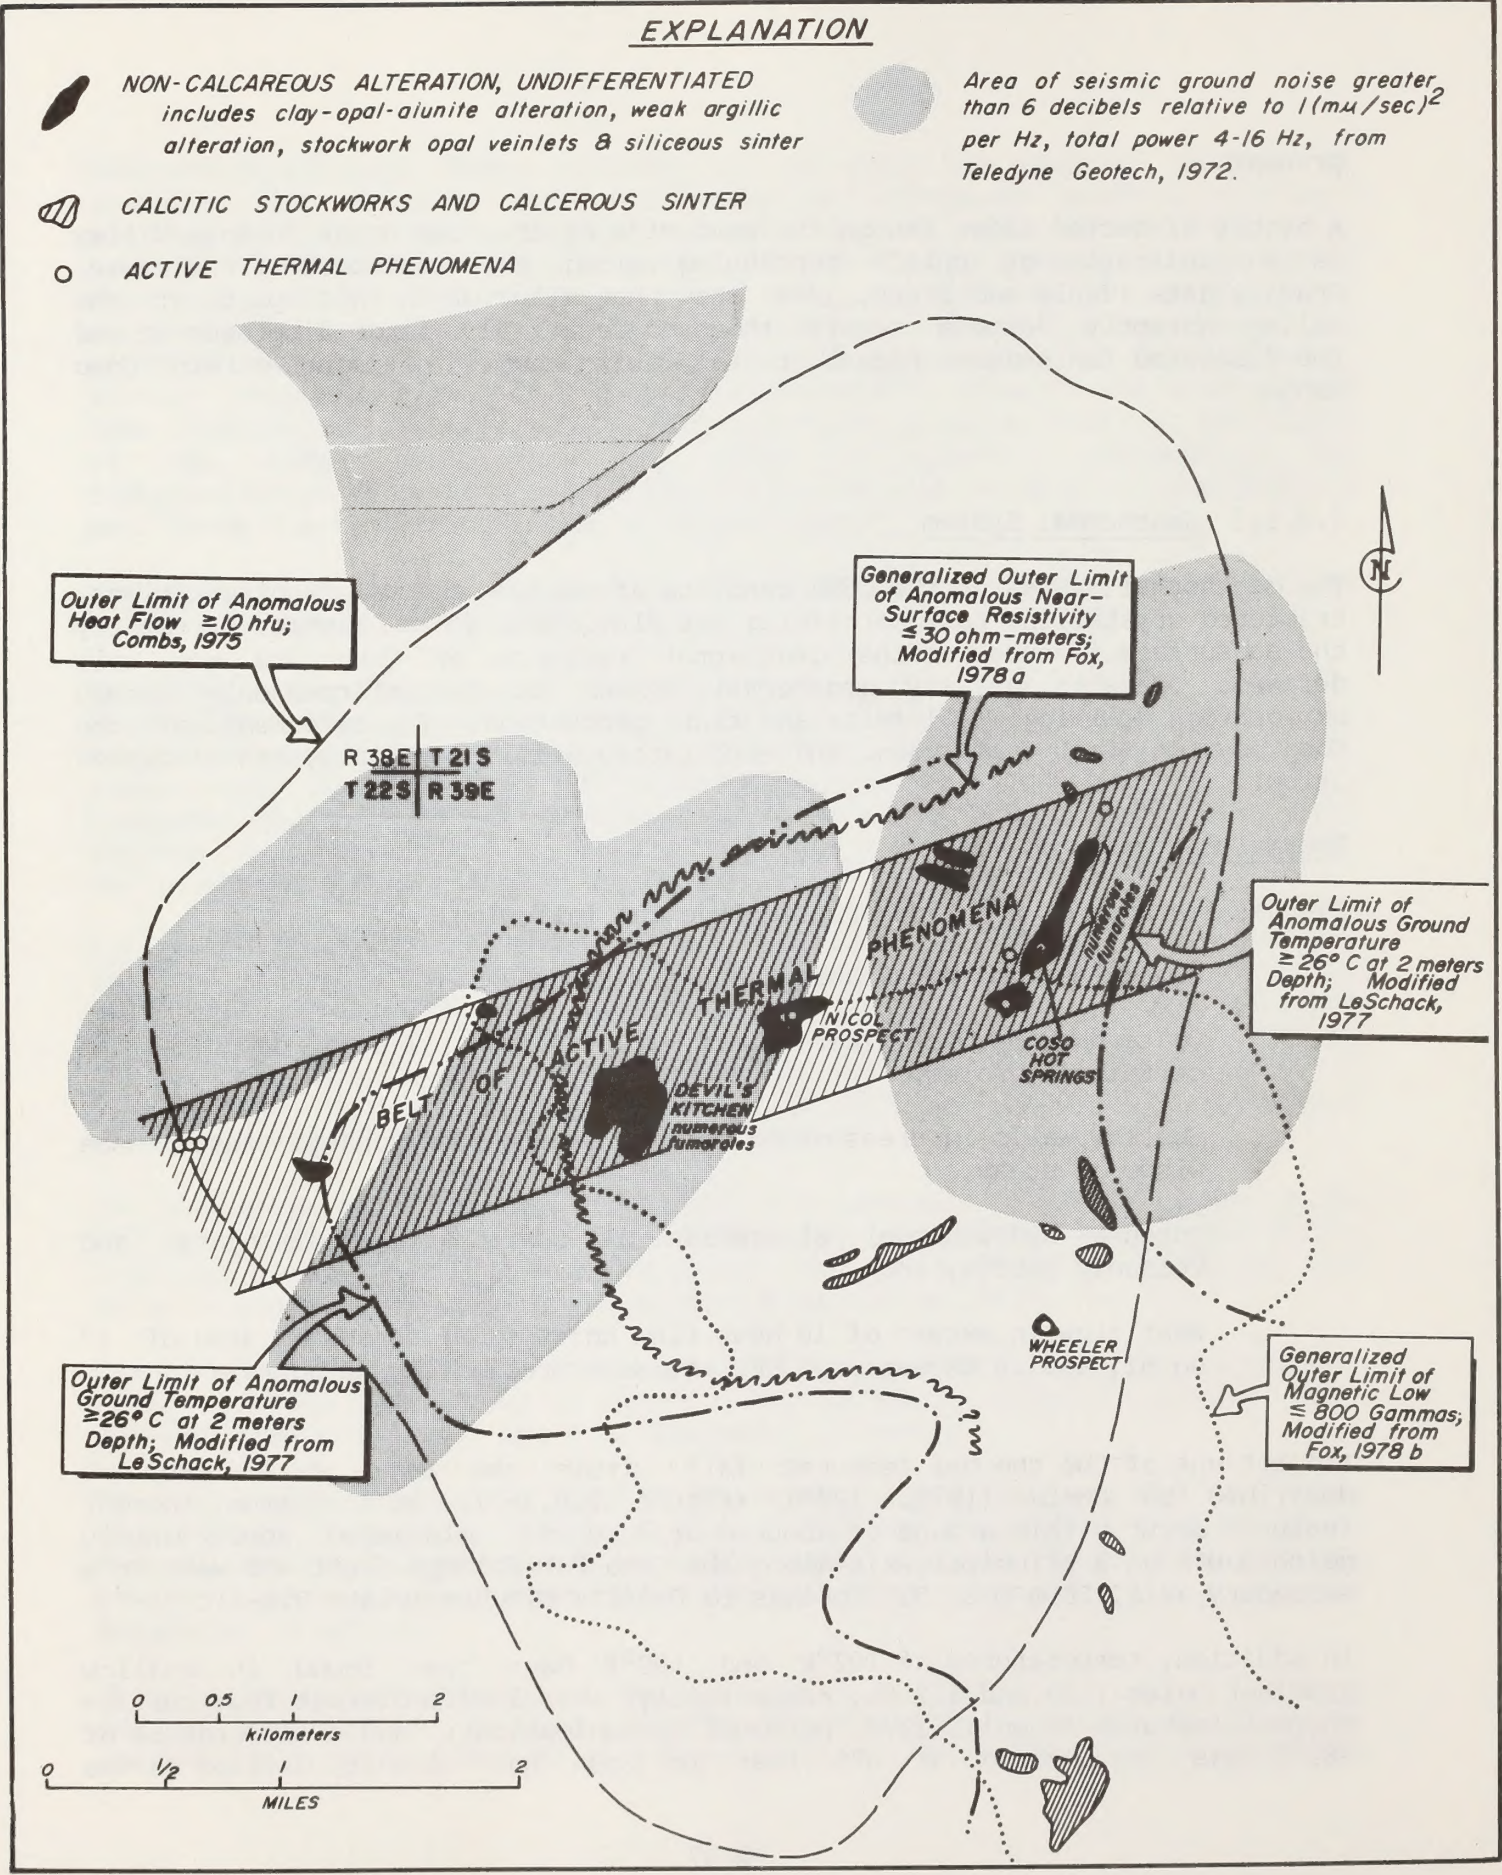 EXPLANATION
NON-CALCAREOUS ALTERATION, UNDIFFERENTIATED
includes clay-opal-alunite alteration, weak argillic
alteration, stockwork opal veinlets & siliceous sinter
CALCITIC STOCKWORKS AND CALCEROUS SINTER
ACTIVE THERMAL PHENOMENA
Area of seismic ground noise greater
than 6 decibels relative to 1(mμ/sec)²
per Hz, total power 4-16 Hz, from
Teledyne Geotech, 1972.
Outer Limit of Anomalous
Heat Flow ≥10 hfu;
Combs, 1975
Generalized Outer Limit
of Anomalous Near-
Surface Resistivity
≤30 ohm-meters;
Modified from Fox,
1978a
N
R 38E T 21 S
T 22 S R 39E
Outer Limit of
Anomalous Ground
Temperature
≥26° C at 2 meters
Depth; Modified
from LeSchack,
1977
BELT OF ACTIVE THERMAL PHENOMENA
numerous
fumaroles
NICOL
PROSPECT
COSO
HOT
SPRINGS
DEVIL'S
KITCHEN
numerous
fumaroles
WHEELER
PROSPECT
Outer Limit of Anomalous
Ground Temperature
≥26° C at 2 meters
Depth; Modified from
LeSchack, 1977
Generalized
Outer Limit of
Magnetic Low
≤ 800 Gammas;
Modified from
Fox, 1978 b
0 0.5 1 2
kilometers
0 1/2 1 2
MILES